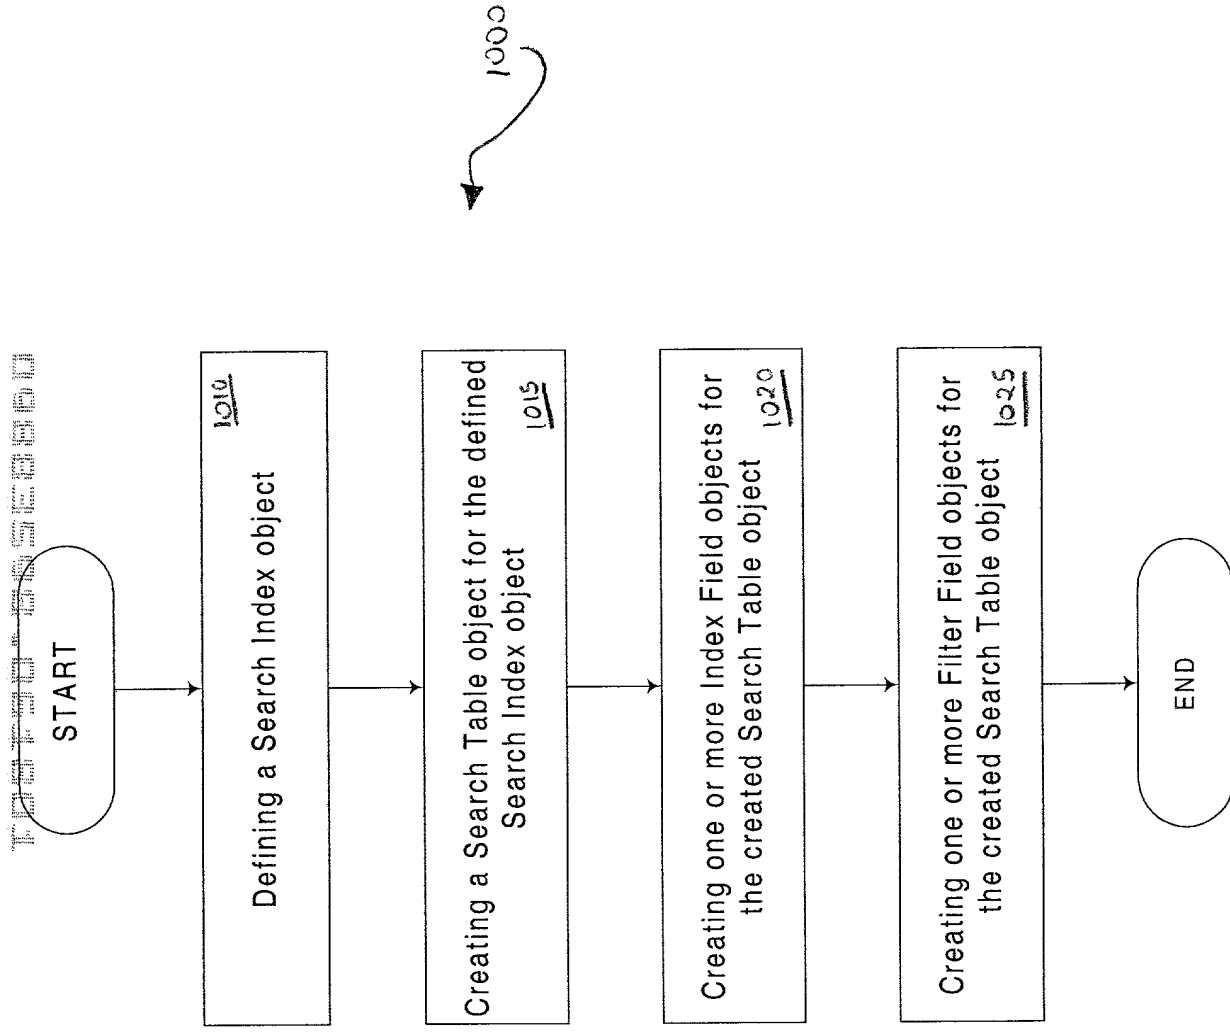 START
1010
Defining a Search Index object
Creating a Search Table object for the defined
Search Index object
1015
Creating one or more Index Field objects for
the created Search Table object
1020
Creating one or more Filter Field objects for
the created Search Table object
1025
END
1000